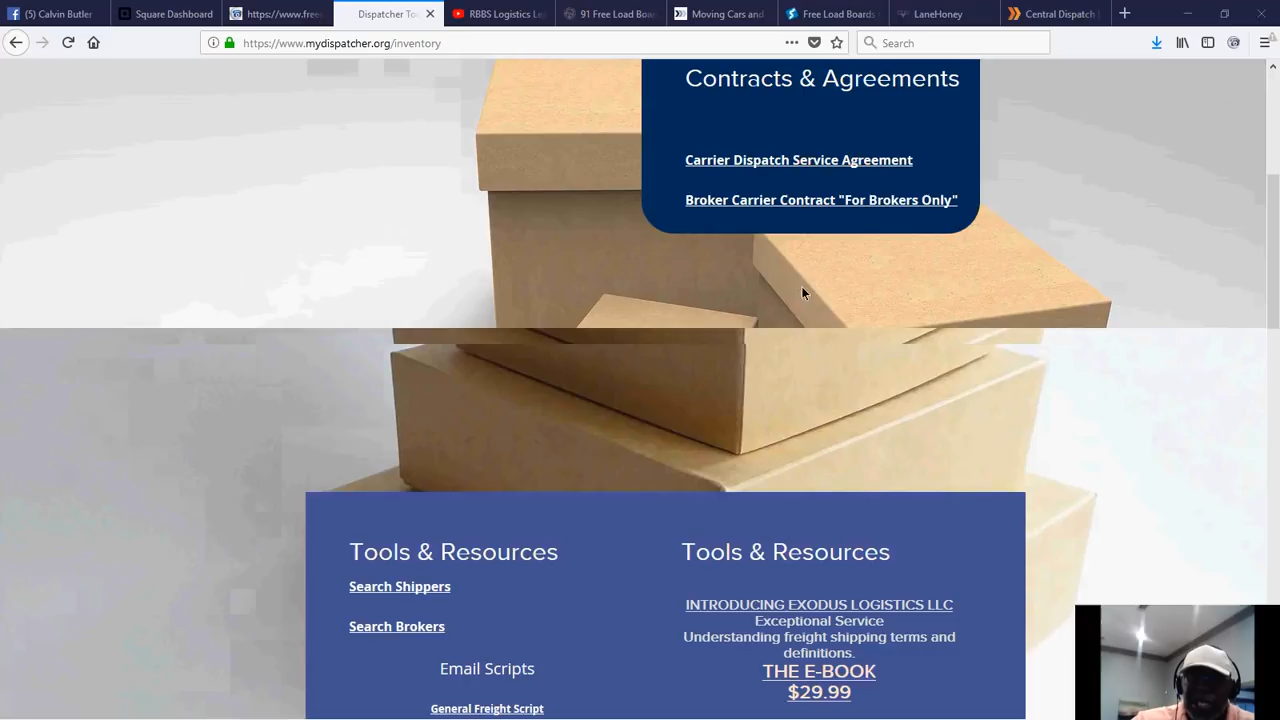 (5) Calvin Butler
Square Dashboard
https://www.free
Dispatcher To
RBBS Logistics Le
91 Free Load Boar
Moving Cars and
Free Load Boards
LaneHoney
Central Dispatch |
https://www.mydispatcher.org/inventory
Search
Contracts & Agreements
Carrier Dispatch Service Agreement
Broker Carrier Contract "For Brokers Only"
Tools & Resources
Search Shippers
Search Brokers
Email Scripts
General Freight Script
Tools & Resources
INTRODUCING EXODUS LOGISTICS LLC
Exceptional Service
Understanding freight shipping terms and
definitions.
THE E-BOOK
$29.99